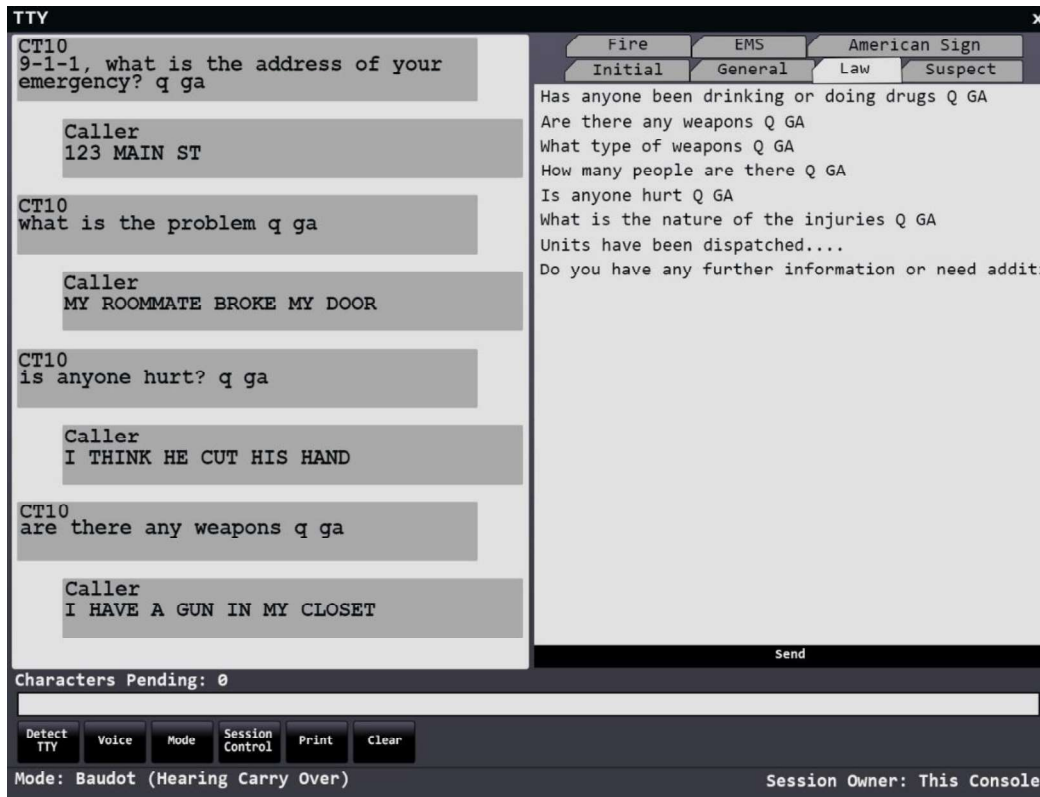 TTY x
CT10
9-1-1, what is the address of your
emergency? q ga
Caller
123 MAIN ST
CT10
what is the problem q ga
Caller
MY ROOMMATE BROKE MY DOOR
CT10
is anyone hurt? q ga
Caller
I THINK HE CUT HIS HAND
CT10
are there any weapons q ga
Caller
I HAVE A GUN IN MY CLOSET
Fire EMS American Sign
Initial General Law Suspect
Has anyone been drinking or doing drugs Q GA
Are there any weapons Q GA
What type of weapons Q GA
How many people are there Q GA
Is anyone hurt Q GA
What is the nature of the injuries Q GA
Units have been dispatched....
Do you have any further information or need
Send
Characters Pending: 0
Detect TTY Voice Mode Session Control Print Clear
Mode: Baudot (Hearing Carry Over) Session Owner: This Console